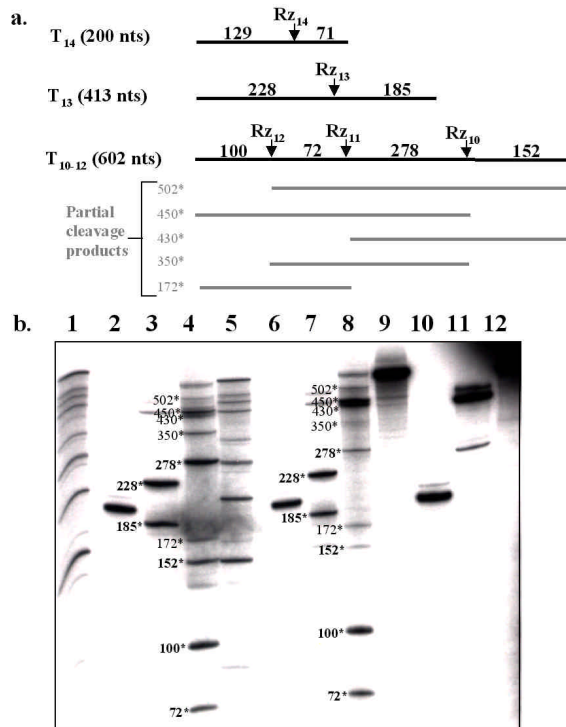 a.
T14 (200 nts)
129 Rz14 71
T13 (413 nts)
228 Rz13 185
T10-12 (602 nts)
Rz12 Rz11 Rz10
100 72 278 152
Partial cleavage products
502*
450*
430*
350*
172*
b.
1 2 3 4 5 6 7 8 9 10 11 12
228*
185*
502*
450*
430*
350*
278*
172*
152*
100*
72*
228*
185*
502*
450*
430*
350*
278*
172*
152*
100*
72*